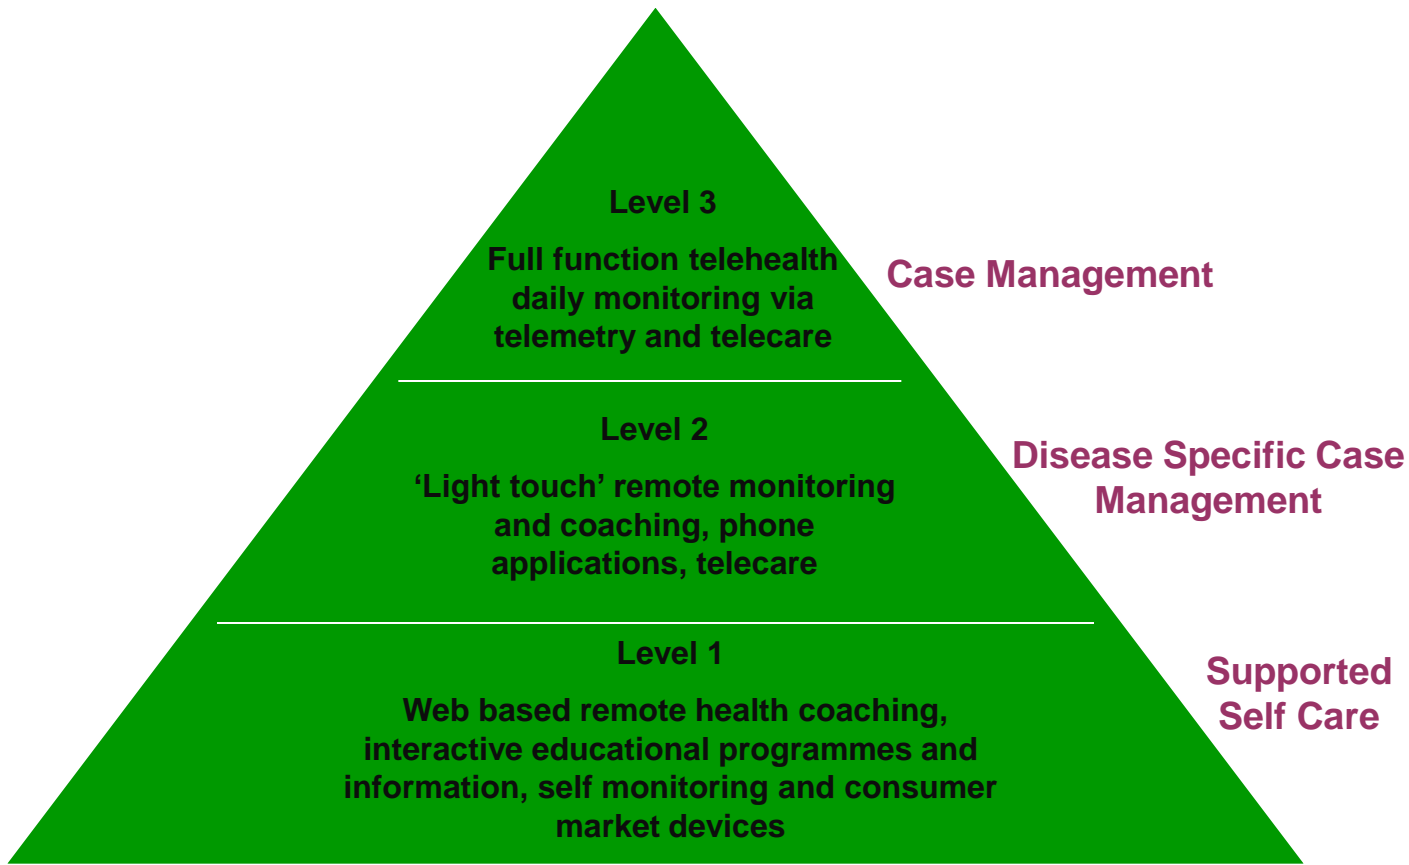 Level 3
Full function telehealth
daily monitoring via
telemetry and telecare
Case Management
Level 2
‘Light touch’ remote monitoring
and coaching, phone
applications, telecare
Disease Specific Case
Management
Level 1
Web based remote health coaching,
interactive educational programmes and
information, self monitoring and consumer
market devices
Supported
Self Care